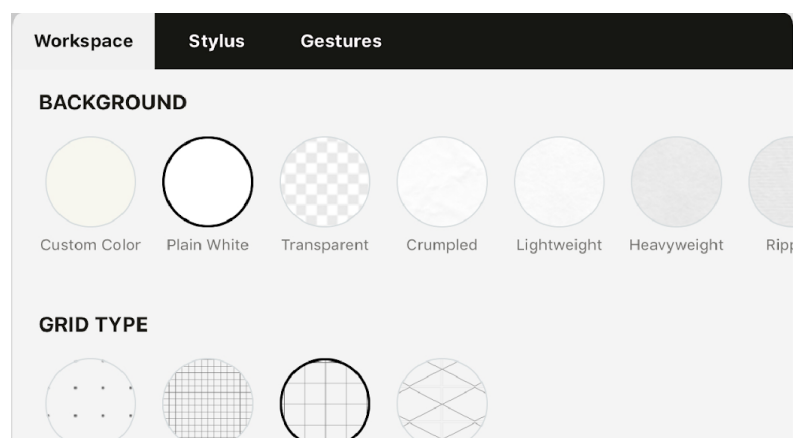 Workspace Stylus Gestures
BACKGROUND
Custom Color Plain White Transparent Crumpled Lightweight Heavyweight
GRID TYPE